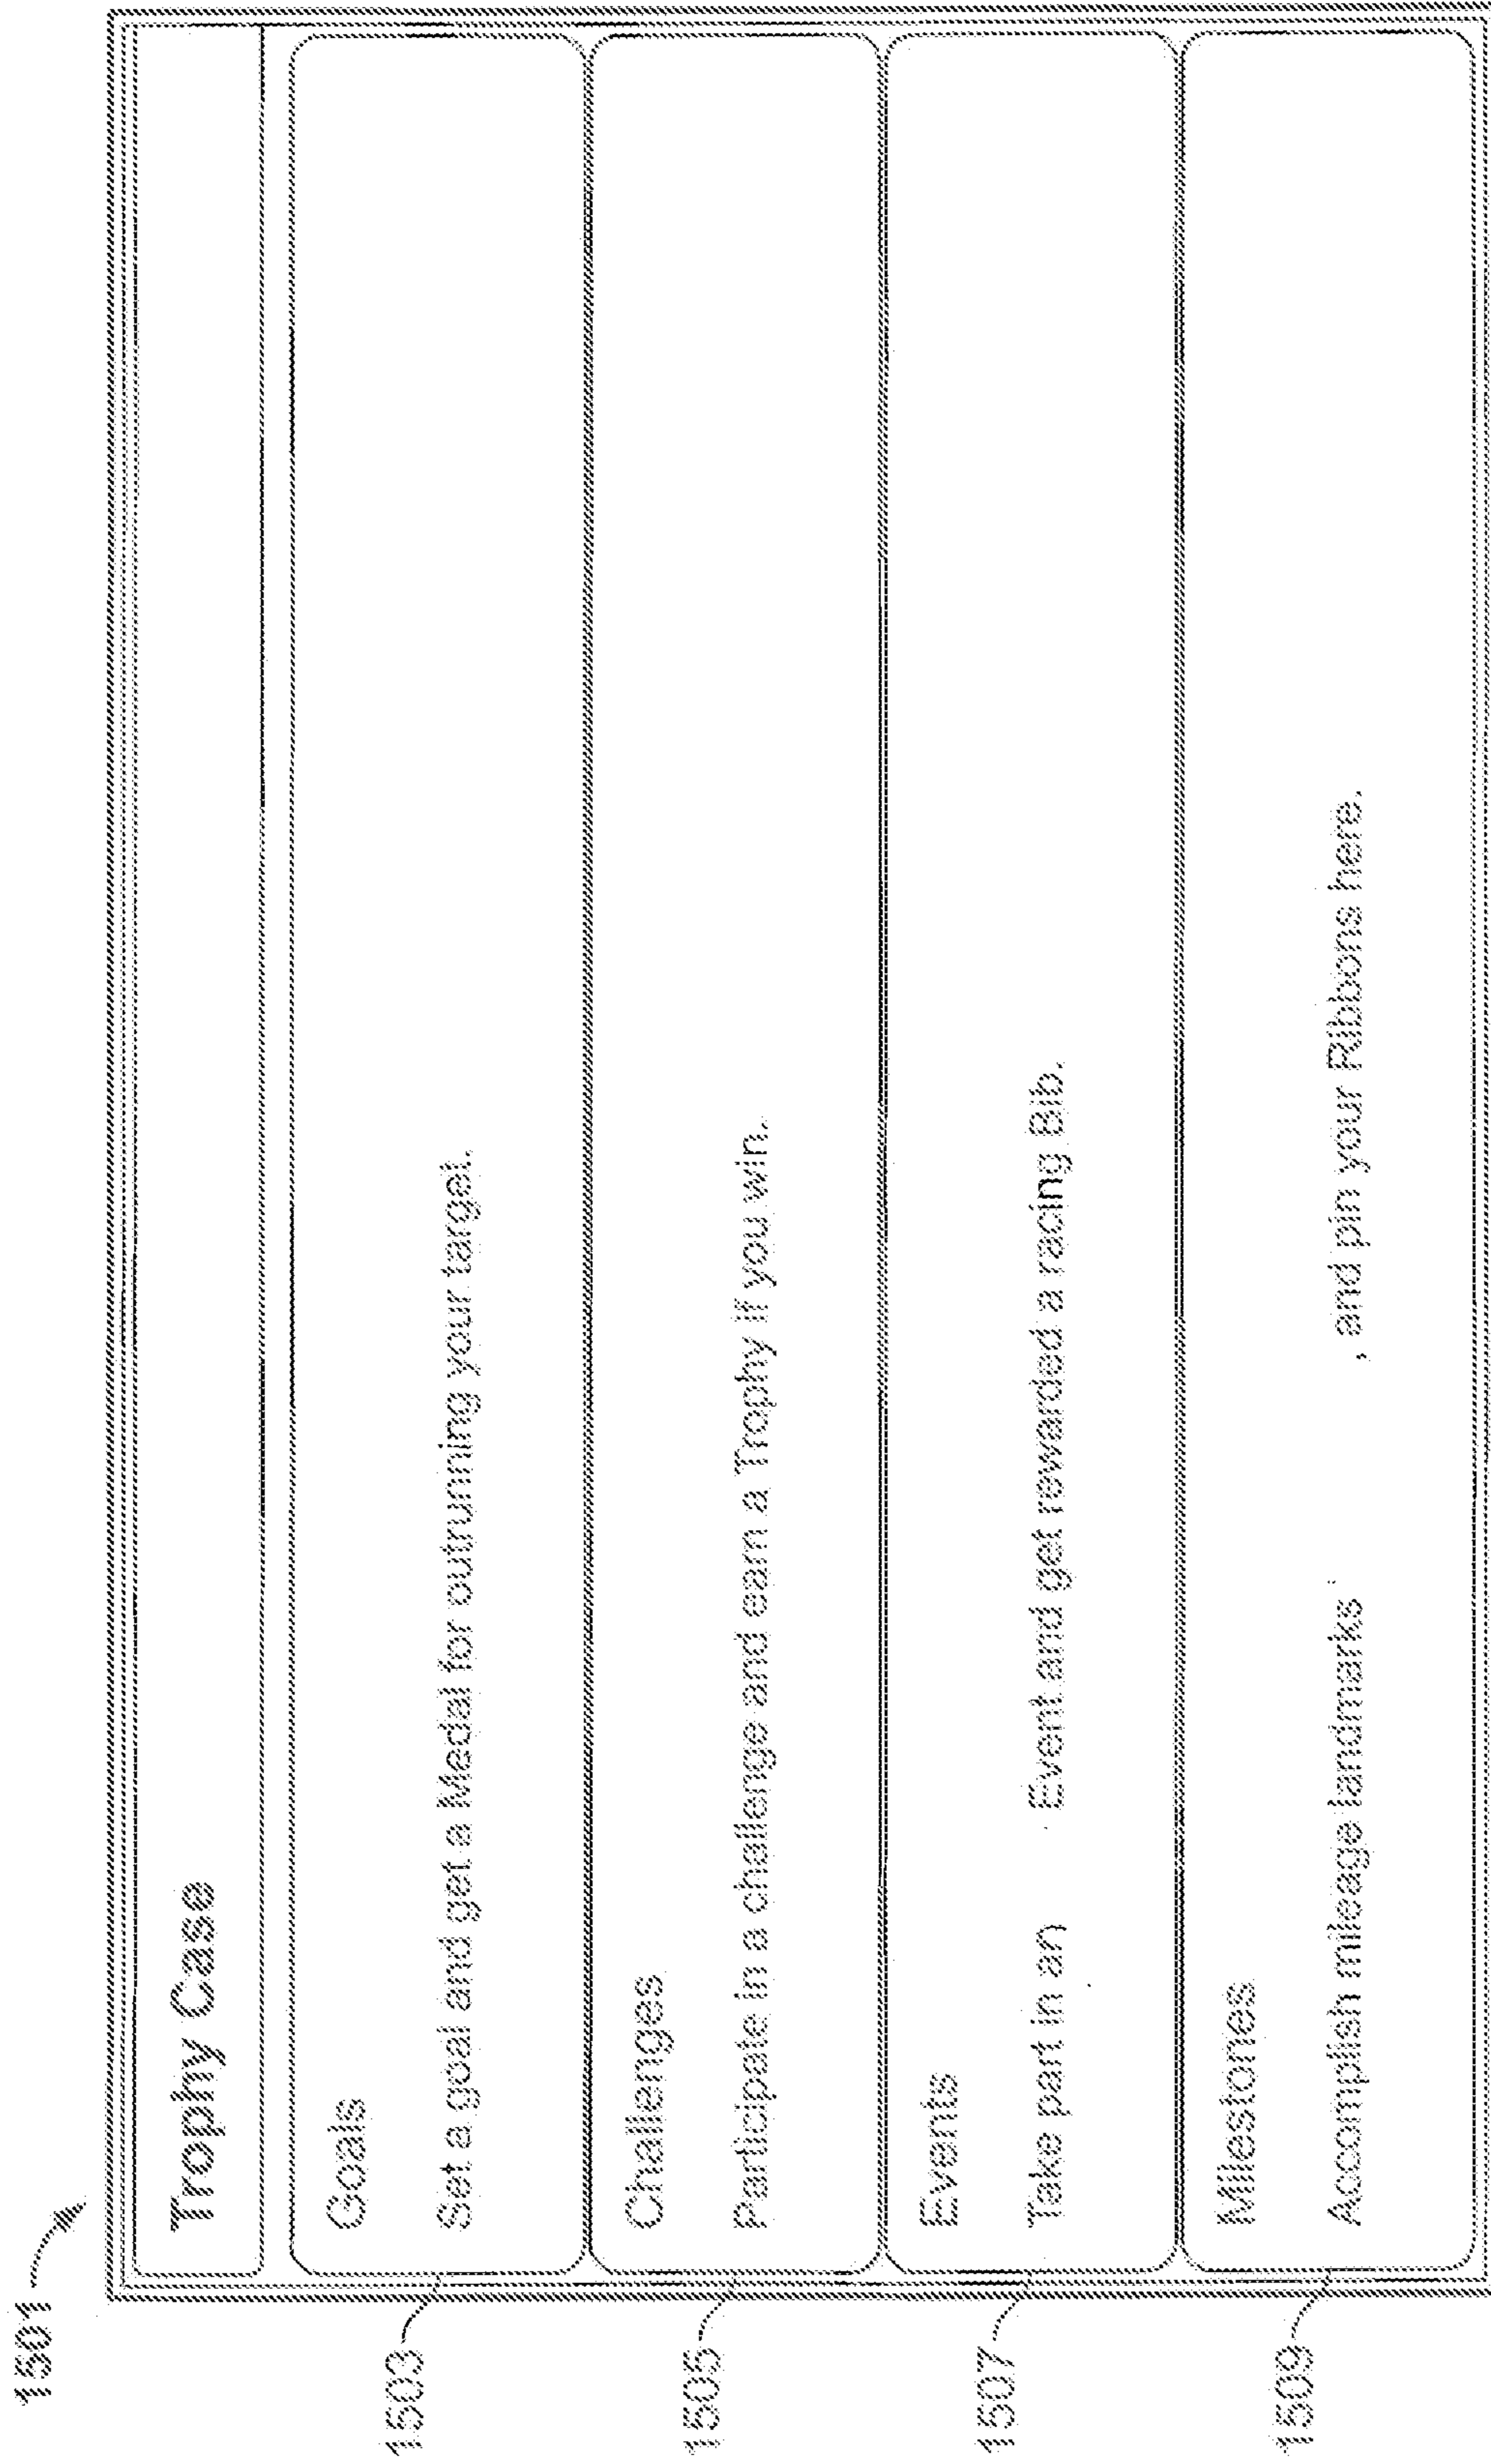 1501
Trophy Case
1503
Goals
Set a goal and get a Medal for outrunning your target.
1505
Challenges
Participate in a challenge and earn a Trophy if you win.
1507
Events
Take part in an Event and get rewarded a racing Bib.
1509
Milestones
Accomplish mileage landmarks , and pin your Ribbons here.